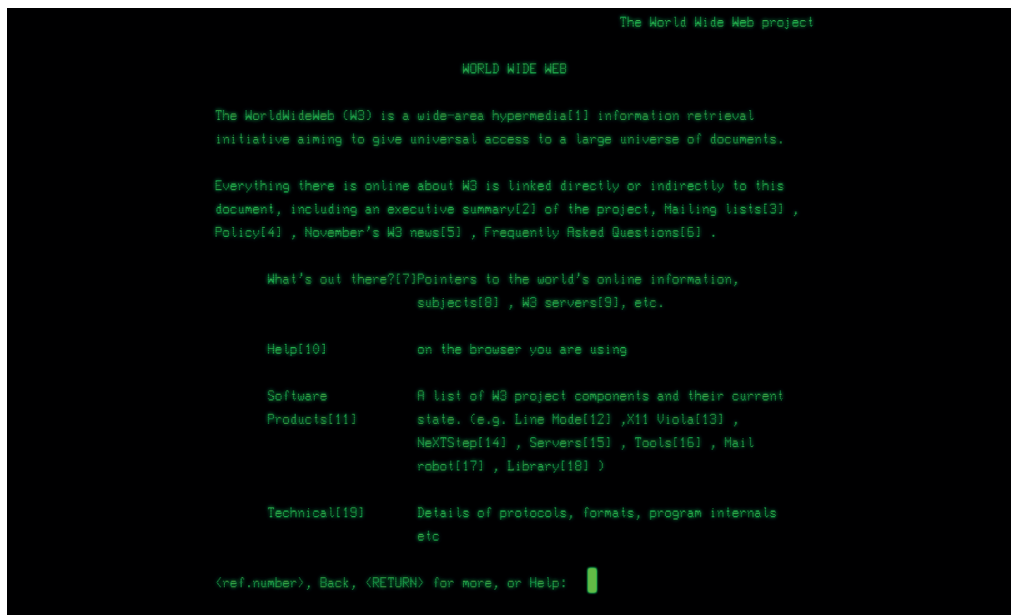 The World Wide Web project
WORLD WIDE WEB
The WorldWideWeb (W3) is a wide-area hypermedia[1] information retrieval
initiative aiming to give universal access to a large universe of documents.
Everything there is online about W3 is linked directly or indirectly to this
document, including an executive summary[2] of the project, Mailing lists[3] ,
Policy[4] , November's W3 news[5] , Frequently Asked Questions[6] .
What's out there?[7]Pointers to the world's online information,
subjects[8] , W3 servers[9], etc.
Help[10] on the browser you are using
Software A list of W3 project components and their current
Products[11] state. (e.g. Line Mode[12] ,X11 Viola[13] ,
NeXTStep[14] , Servers[15] , Tools[16] , Mail
robot[17] , Library[18] )
Technical[19] Details of protocols, formats, program internals
etc
<ref.number>, Back, <RETURN> for more, or Help: